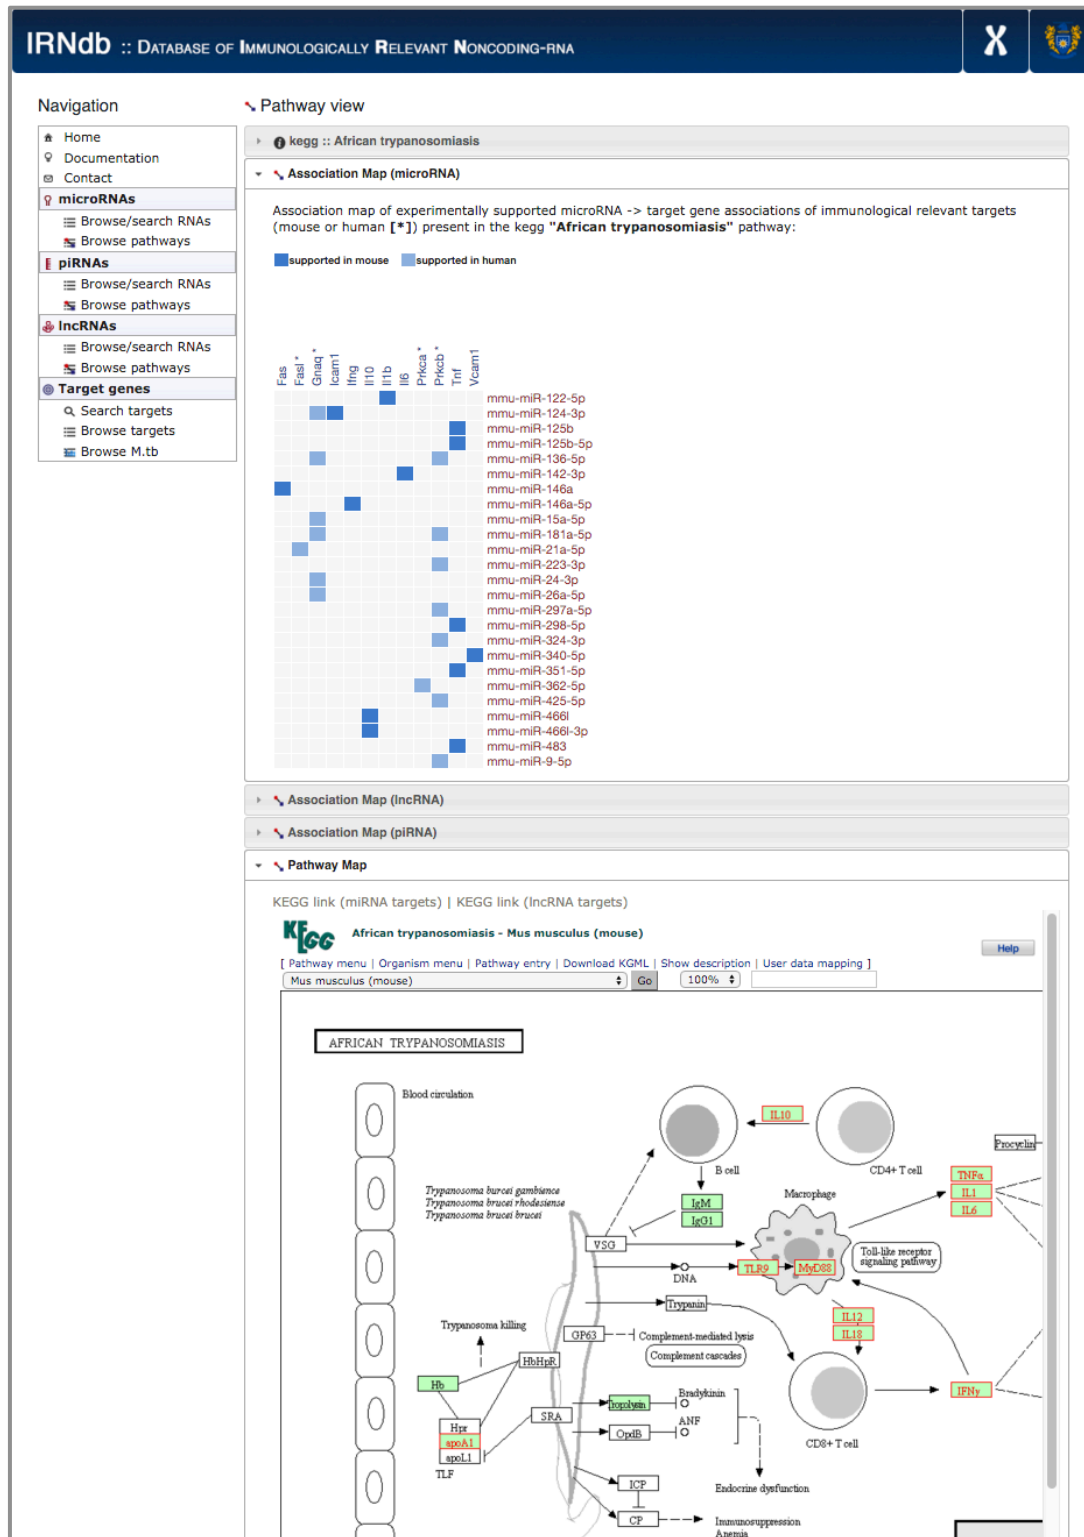 IRNdb :: Database of Immunologically Relevant Noncoding-rna
Navigation
Home
Documentation
Contact
microRNAs
Browse/search RNAs
Browse pathways
piRNAs
Browse/search RNAs
Browse pathways
lncRNAs
Browse/search RNAs
Browse pathways
Target genes
Search targets
Browse targets
Browse M.tb
Pathway view
kegg :: African trypanosomiasis
Association Map (microRNA)
Association map of experimentally supported microRNA -> target gene associations of immunological relevant targets
(mouse or human [*]) present in the kegg "African trypanosomiasis" pathway:
supported in mouse supported in human
Fas
Fasl *
Gnaq *
Icam1
Ifng
Il10
Il1b
Il6
Prkca *
Prkcb *
Tnf
Vcam1
mmu-miR-122-5p
mmu-miR-124-3p
mmu-miR-125b
mmu-miR-125b-5p
mmu-miR-136-5p
mmu-miR-142-3p
mmu-miR-146a
mmu-miR-146a-5p
mmu-miR-15a-5p
mmu-miR-181a-5p
mmu-miR-21a-5p
mmu-miR-223-3p
mmu-miR-24-3p
mmu-miR-26a-5p
mmu-miR-297a-5p
mmu-miR-298-5p
mmu-miR-324-3p
mmu-miR-340-5p
mmu-miR-351-5p
mmu-miR-362-5p
mmu-miR-425-5p
mmu-miR-466l
mmu-miR-466l-3p
mmu-miR-483
mmu-miR-9-5p
Association Map (lncRNA)
Association Map (piRNA)
Pathway Map
KEGG link (miRNA targets) | KEGG link (lncRNA targets)
KEGG African trypanosomiasis - Mus musculus (mouse)
Help
[ Pathway menu | Organism menu | Pathway entry | Download KGML | Show description | User data mapping ]
Mus musculus (mouse) Go 100%
AFRICAN TRYPANOSOMIASIS
Blood circulation
IL10
Procyclin
B cell
CD4+ T cell
Trypanosoma burcei gambience
Trypanosoma brucei rhodesiense
Trypanosoma brucei brucei
TNFα
IL1
IL6
Macrophage
IgM
IgG1
VSG
Toll-like receptor
signaling pathway
TLR9
MyD88
DNA
Trypanin
IL12
IL18
Trypanosoma killing
GP63
Complement-mediated lysis
Complement cascades
HbHpR
Hb
IFNγ
Tropolysin
Bradykinin
SRA
Hpr
apoA1
apoL1
TLF
OpdB
ANF
CD8+ T cell
ICP
Endocrine dysfunction
CP
Immunosuppression
Anemia